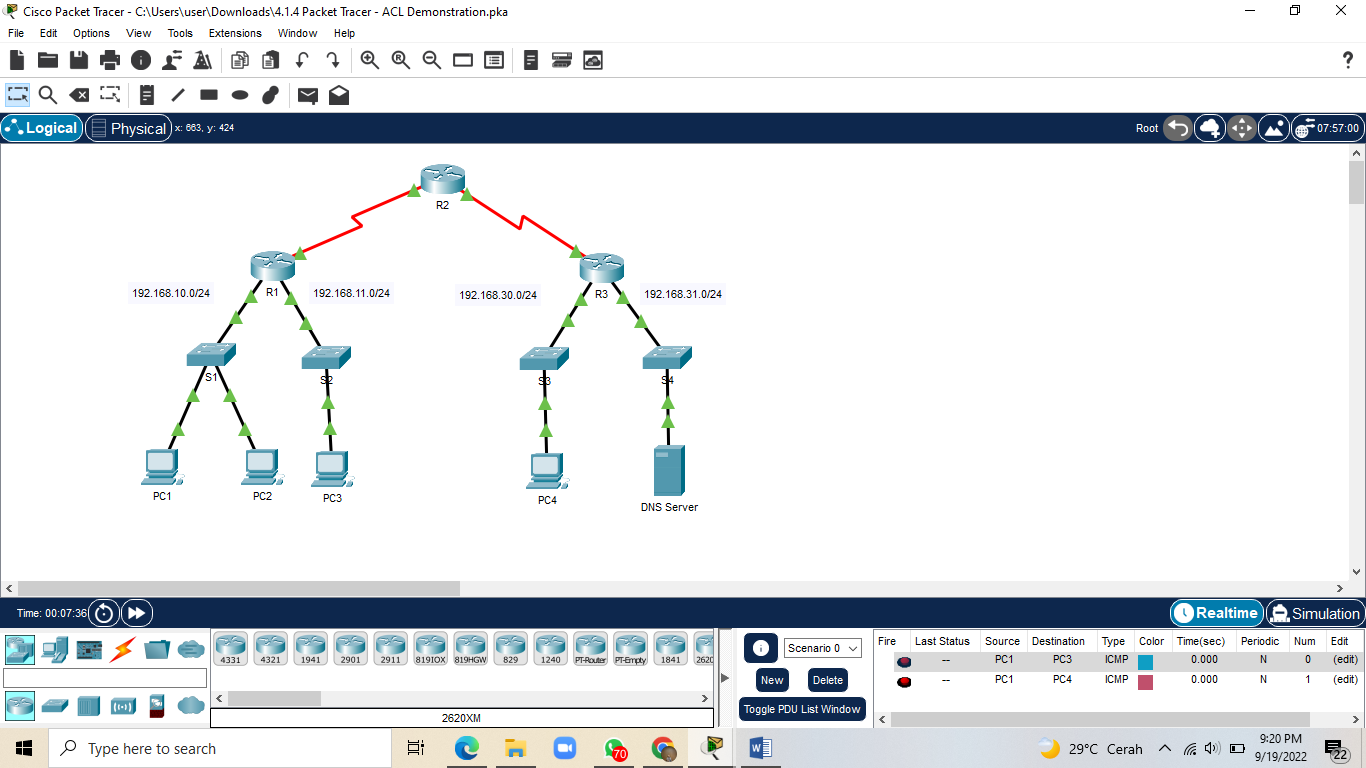 Cisco Packet Tracer - C:\Users\user\Downloads\4.1.4 Packet Tracer - ACL Demonstration.pka
File Edit Options View Tools Extensions Window Help
Logical Physical x: 663, y: 424 Root 07:57:00
R2
R1 R3
192.168.10.0/24 192.168.11.0/24 192.168.30.0/24 192.168.31.0/24
S1 S2 S3 S4
PC1 PC2 PC3 PC4 DNS Server
Time: 00:07:36 Realtime Simulation
4331 4321 1941 2901 2911 819IOX 819HGW 829 1240 PT-Router PT-Empty 1841 2620
2620XM
Scenario 0
New Delete
Toggle PDU List Window
Fire Last Status Source Destination Type Color Time(sec) Periodic Num Edit
-- PC1 PC3 ICMP 0.000 N 0 (edit)
-- PC1 PC4 ICMP 0.000 N 1 (edit)
Type here to search
70
29°C Cerah
9:20 PM
9/19/2022
22